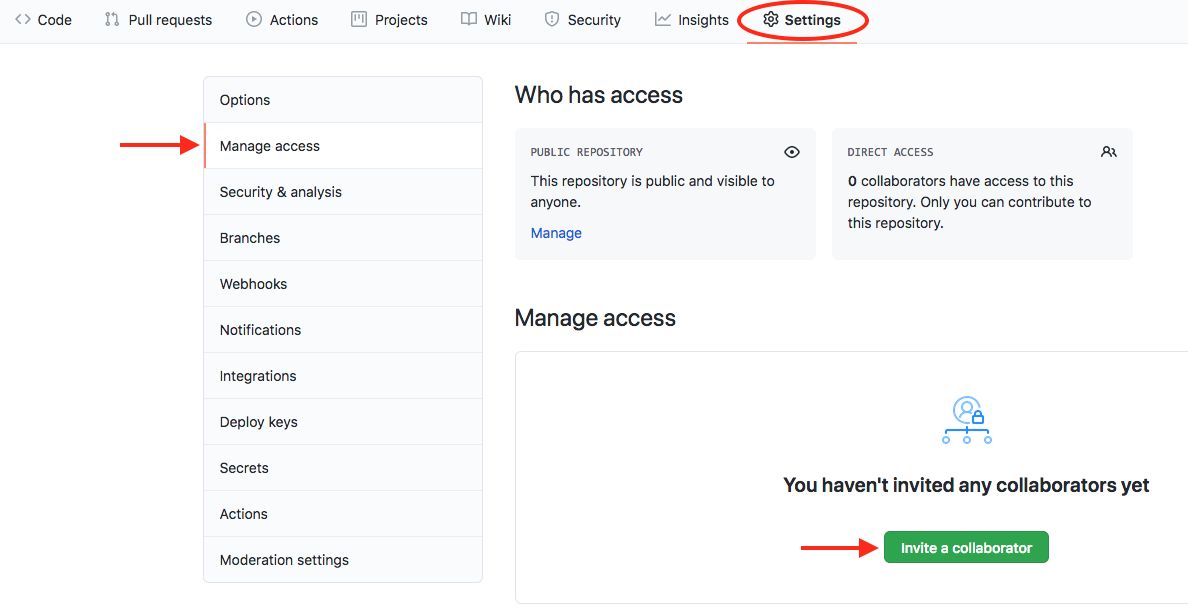 Code Pull requests Actions Projects Wiki Security Insights Settings
Options
Manage access
Security & analysis
Branches
Webhooks
Notifications
Integrations
Deploy keys
Secrets
Actions
Moderation settings
Who has access
PUBLIC REPOSITORY
This repository is public and visible to
anyone.
Manage
DIRECT ACCESS
0 collaborators have access to this
repository. Only you can contribute to
this repository.
Manage access
You haven't invited any collaborators yet
Invite a collaborator